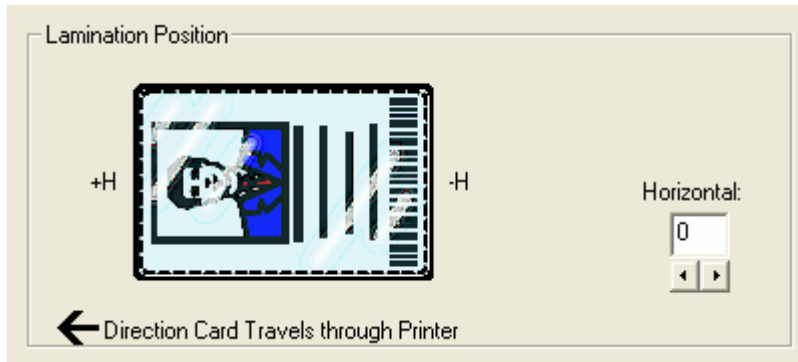 Lamination Position
+H
-H
Horizontal:
0
Direction Card Travels through Printer